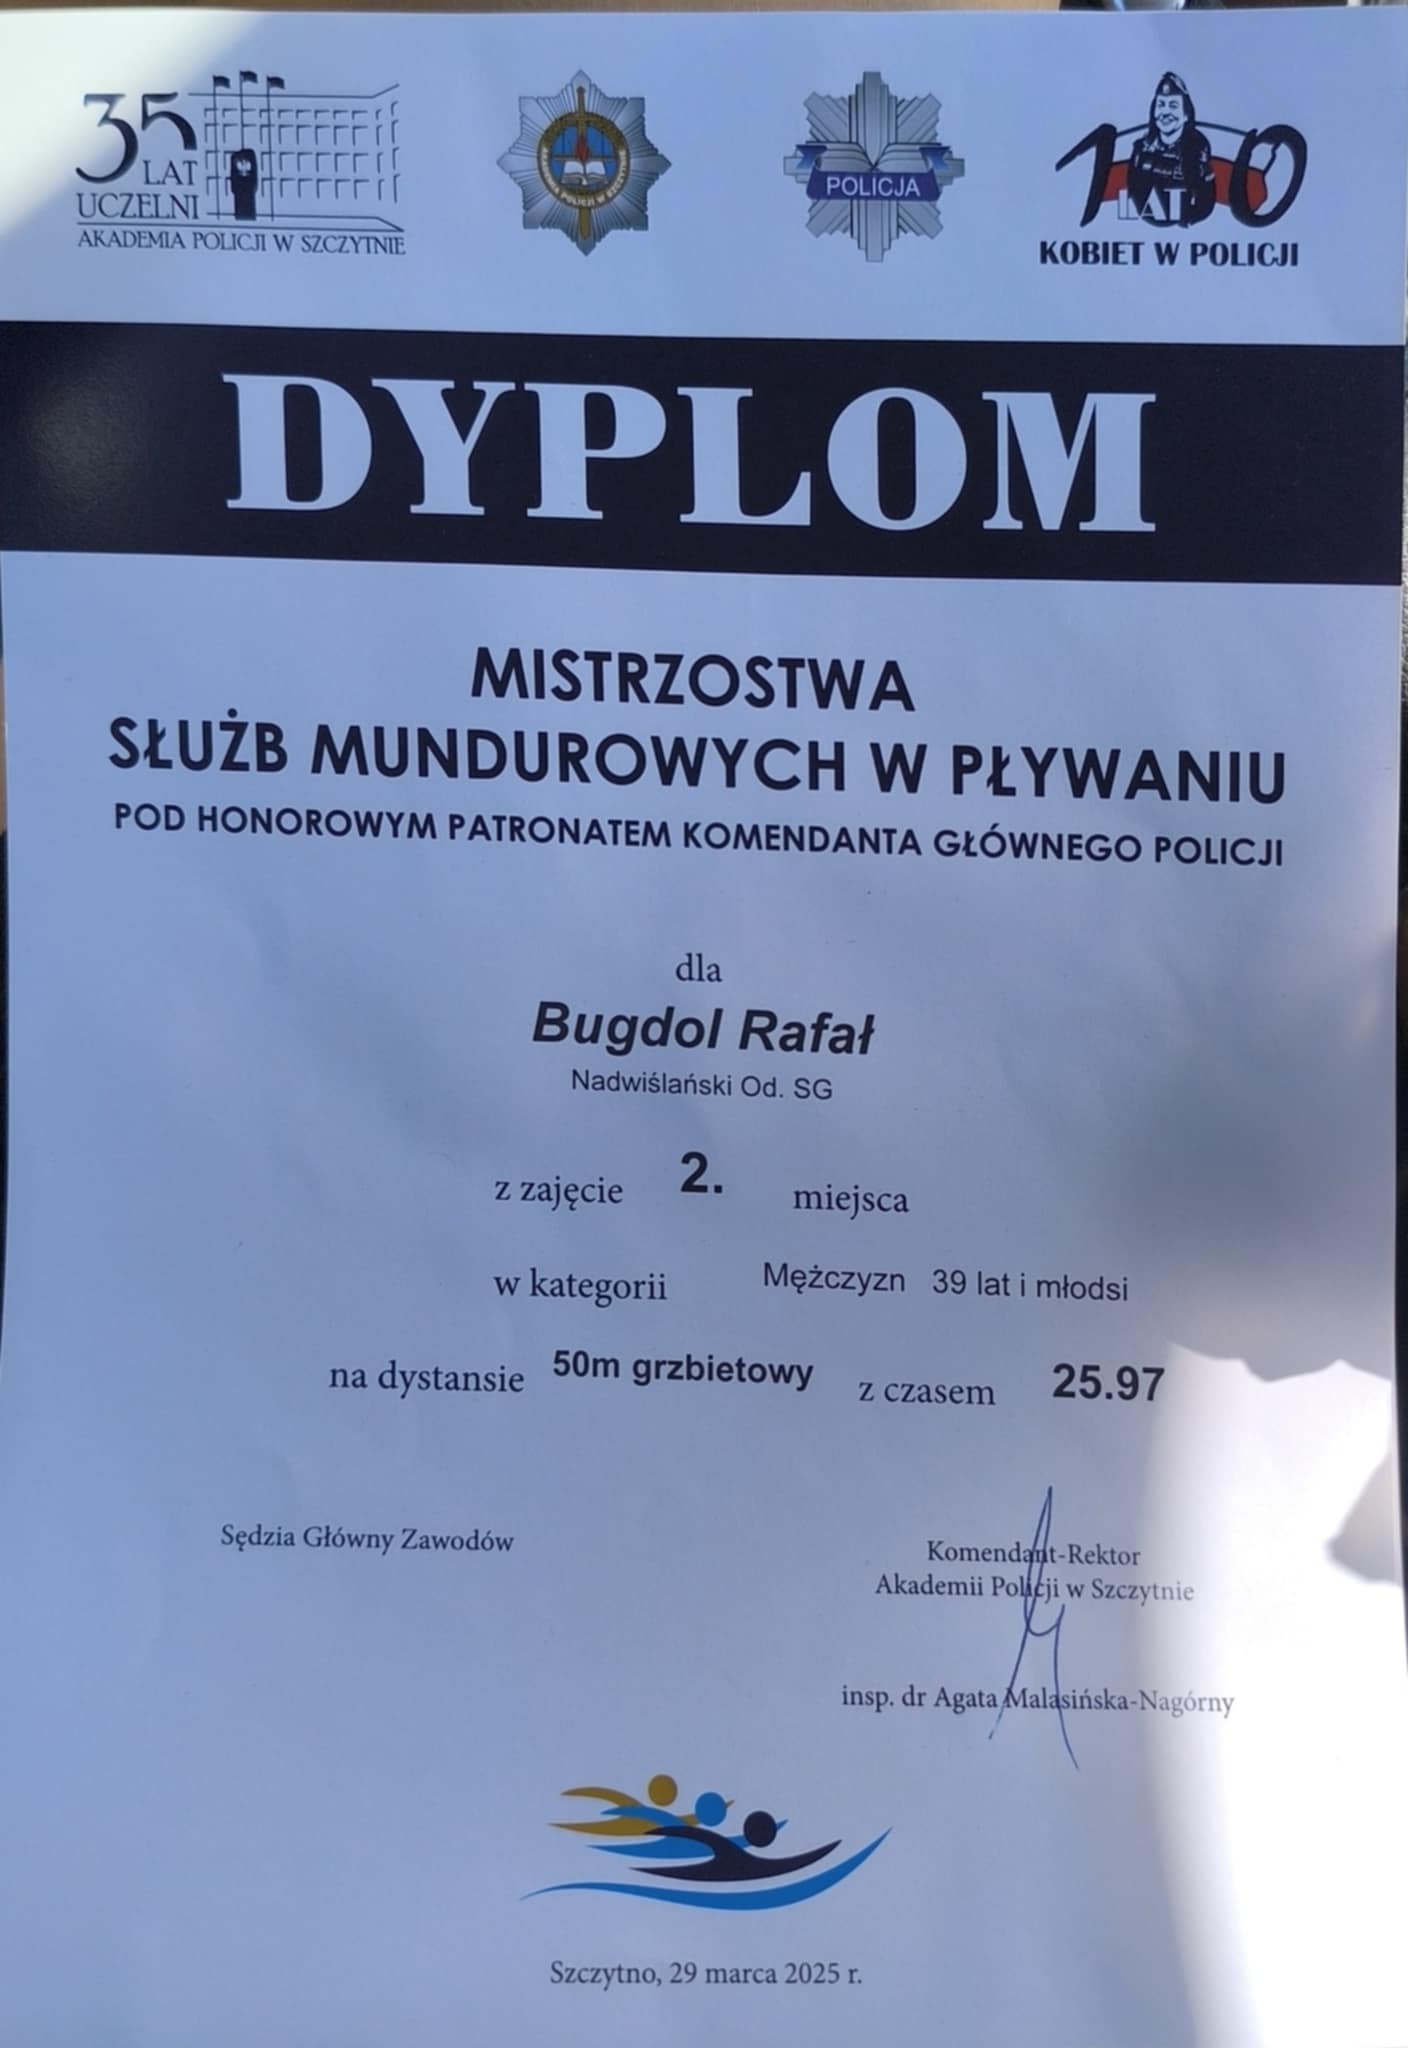 35
LAT
UCZELNI
AKADEMIA POLICJI W SZCZYTNIE
POLICJA
100
LAT
KOBIET W POLICJI
DYPLOM
MISTRZOSTWA
SŁUŻB MUNDUROWYCH W PŁYWANIU
POD HONOROWYM PATRONATEM KOMENDANTA GŁÓWNEGO POLICJI
dla
Bugdol Rafał
Nadwiślański Od. SG
z zajęcie 2. miejsca
w kategorii Mężczyzn 39 lat i młodsi
na dystansie 50m grzbietowy z czasem 25.97
Sędzia Główny Zawodów
Komendant-Rektor
Akademii Policji w Szczytnie
insp. dr Agata Malasińska-Nagórny
Szczytno, 29 marca 2025 r.